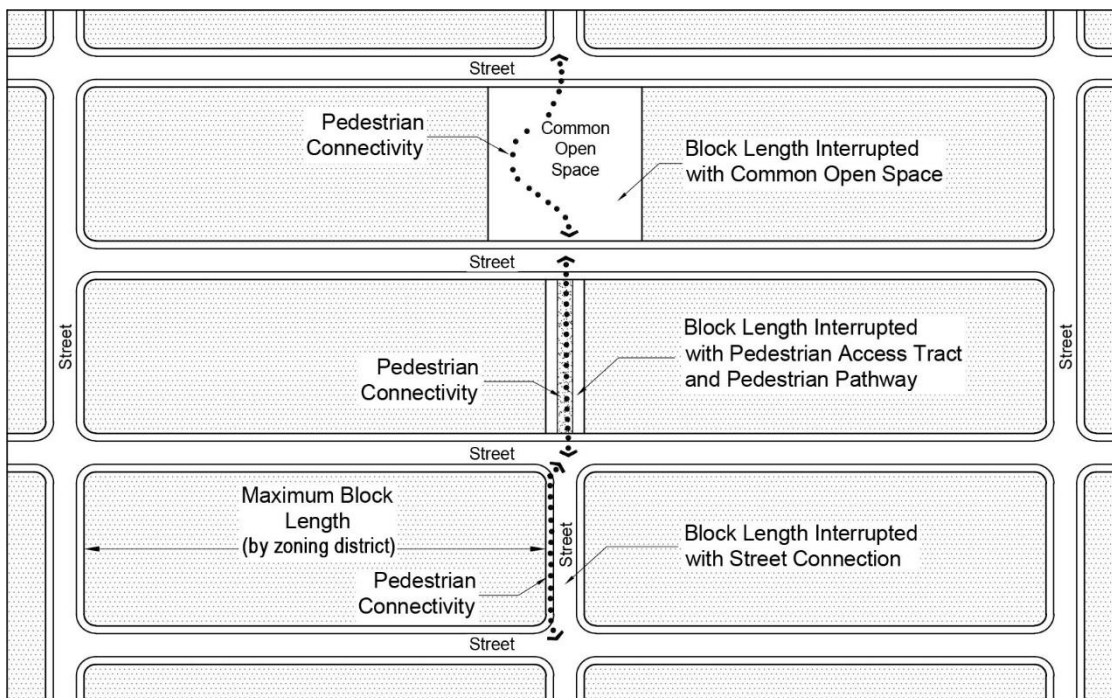 Street
Pedestrian
Connectivity
Common
Open
Space
Block Length Interrupted
with Common Open Space
Street
Street
Street
Pedestrian
Connectivity
Block Length Interrupted
with Pedestrian Access Tract
and Pedestrian Pathway
Street
Maximum Block
Length
(by zoning district)
Street
Block Length Interrupted
with Street Connection
Pedestrian
Connectivity
Street